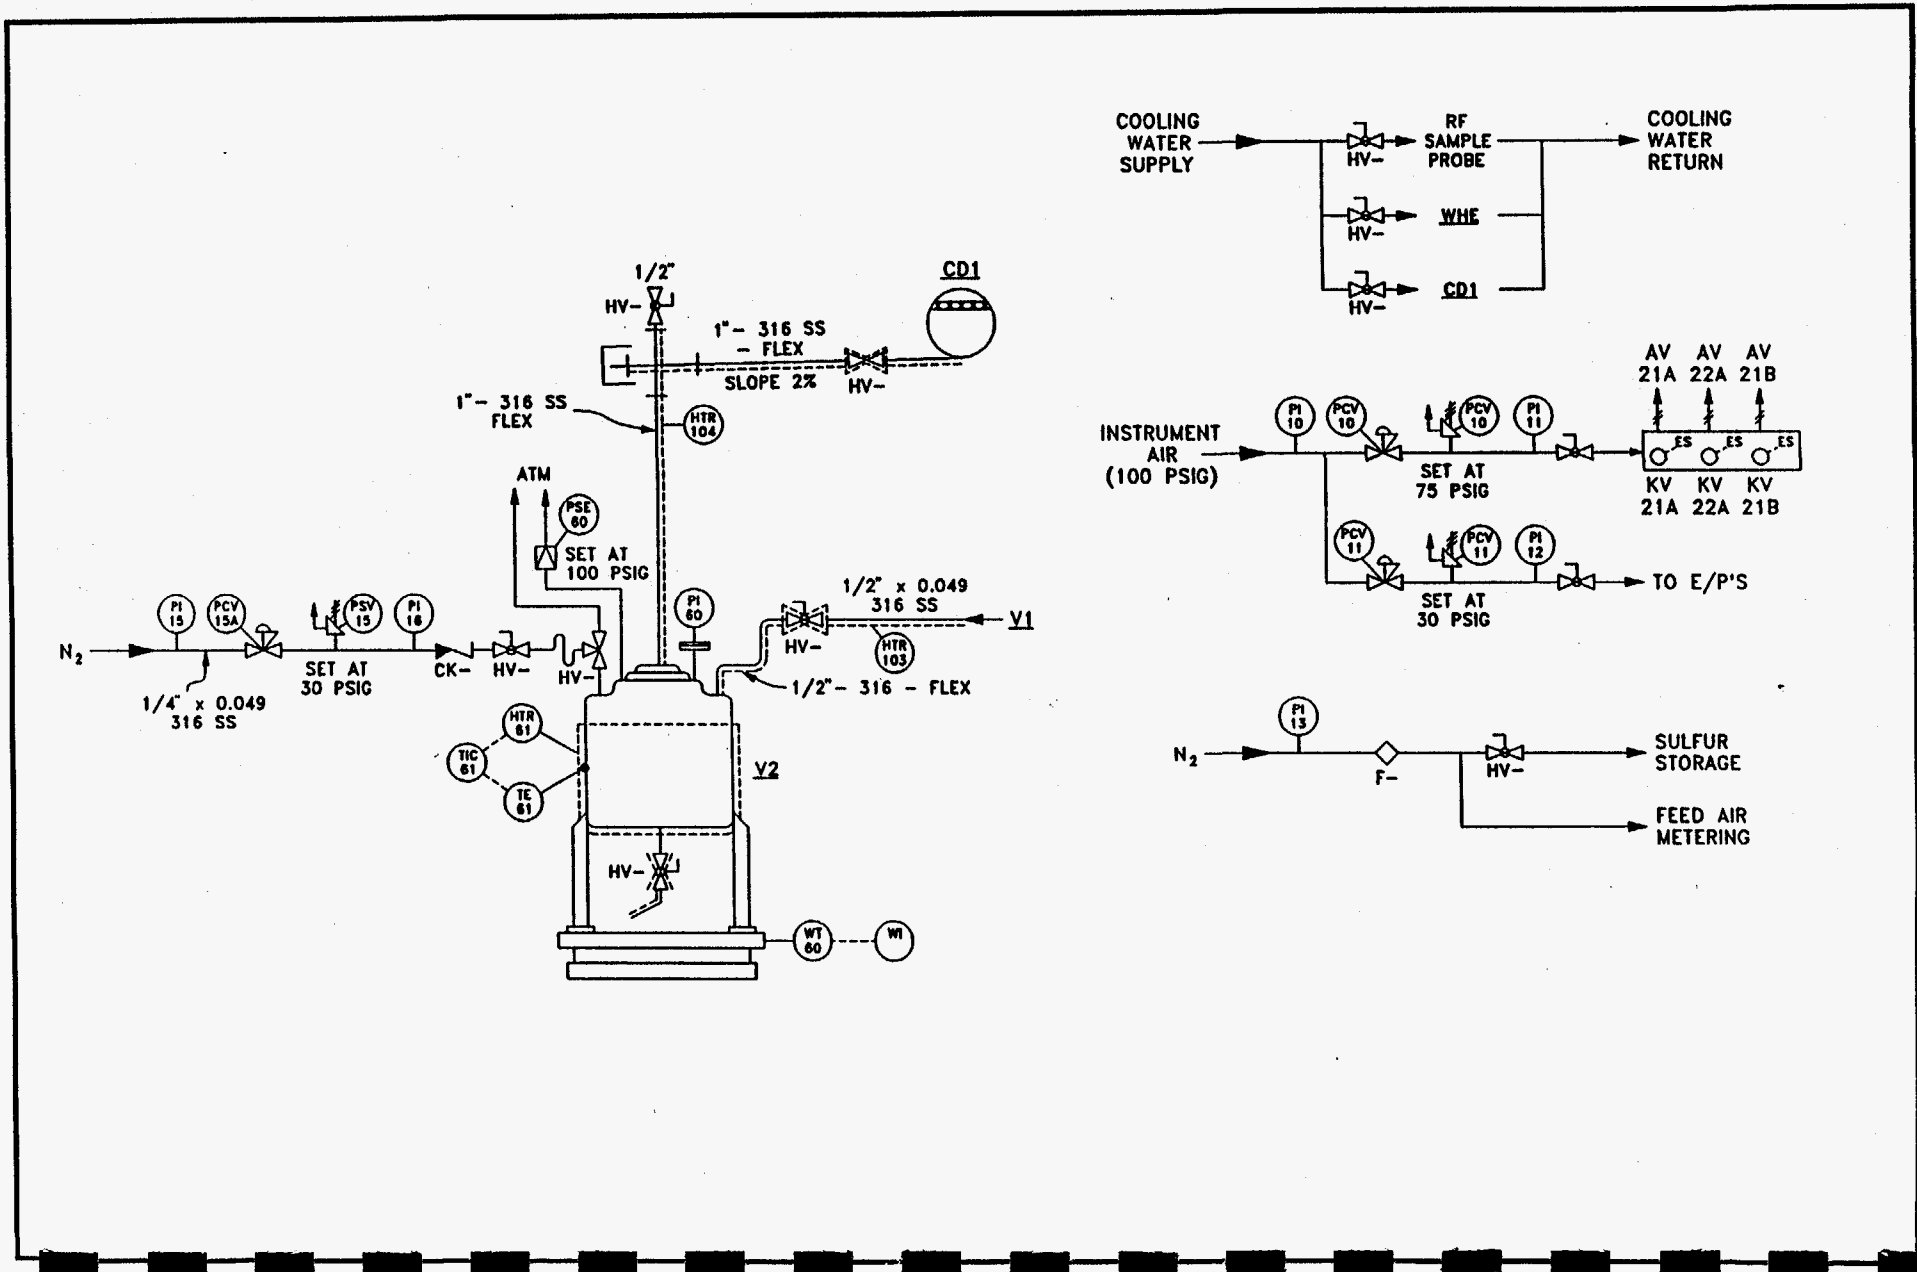 1/2"
HV-
CD1
1"- 316 SS
- FLEX
SLOPE 2%
HV-
1"- 316 SS
FLEX
HTR
104
ATM
PSE
60
SET AT
100 PSIG
PI
60
1/2" x 0.049
316 SS
V1
HV-
HTR
103
1/2"- 316 - FLEX
N2
PI
15
PCV
15A
PSV
15
PI
16
SET AT
30 PSIG
CK-
HV-
HV-
1/4" x 0.049
316 SS
HTR
61
TIC
61
TE
61
V2
HV-
WT
60
WI
COOLING
WATER
SUPPLY
HV-
RF
SAMPLE
PROBE
COOLING
WATER
RETURN
HV-
WHE
HV-
CD1
INSTRUMENT
AIR
(100 PSIG)
PI
10
PCV
10
PCV
10
PI
11
SET AT
75 PSIG
AV
21A
AV
22A
AV
21B
ES
ES
ES
KV
21A
KV
22A
KV
21B
PCV
11
PCV
11
PI
12
SET AT
30 PSIG
TO E/P'S
N2
PI
13
F-
HV-
SULFUR
STORAGE
FEED AIR
METERING